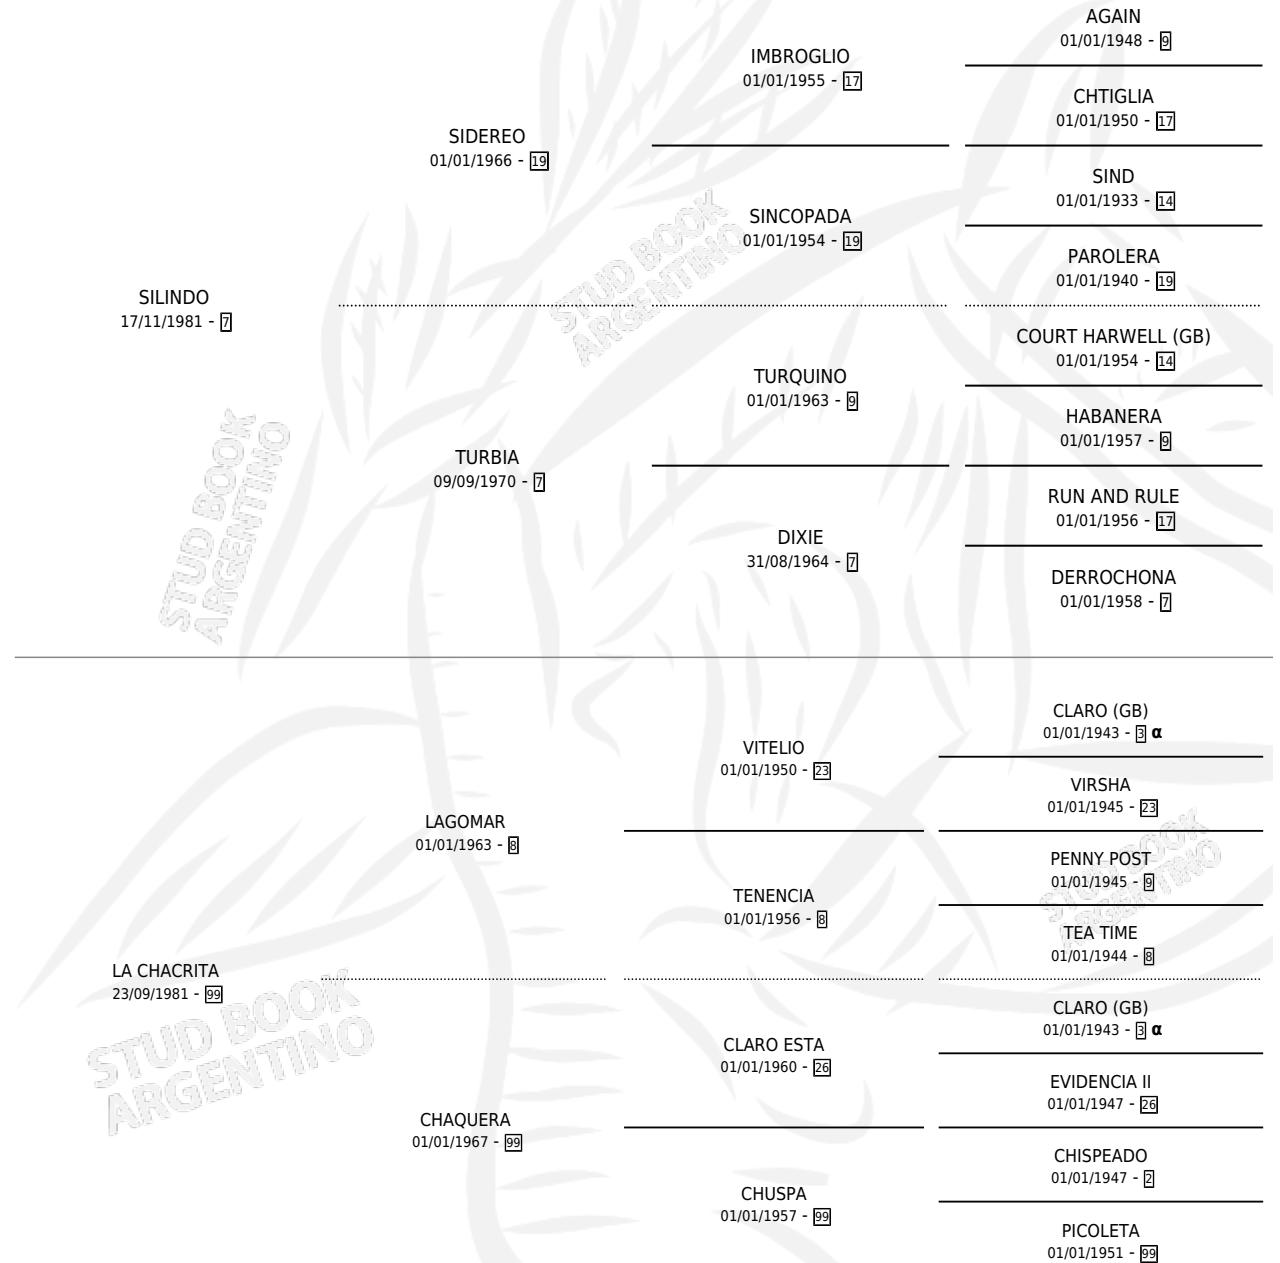 AGAIN
01/01/1948 - 9
IMBROGLIO
01/01/1955 - 17
CHTIGLIA
01/01/1950 - 17
SIDEREO
01/01/1966 - 19
SIND
01/01/1933 - 14
SINCOPADA
01/01/1954 - 19
PAROLERA
01/01/1940 - 19
SILINDO
17/11/1981 - 7
COURT HARWELL (GB)
01/01/1954 - 14
TURQUINO
01/01/1963 - 9
HABANERA
01/01/1957 - 9
TURBIA
09/09/1970 - 7
RUN AND RULE
01/01/1956 - 17
DIXIE
31/08/1964 - 7
DERROCHONA
01/01/1958 - 7
STUD BOOK
ARGENTINO
STUD BOOK
ARGENTINO
CLARO (GB)
01/01/1943 - 3 α
VITELIO
01/01/1950 - 23
VIRSHA
01/01/1945 - 23
LAGOMAR
01/01/1963 - 8
PENNY POST
01/01/1945 - 9
TENENCIA
01/01/1956 - 8
TEA TIME
01/01/1944 - 8
LA CHACRITA
23/09/1981 - 99
CLARO (GB)
01/01/1943 - 3 α
CLARO ESTA
01/01/1960 - 26
EVIDENCIA II
01/01/1947 - 26
CHAQUERA
01/01/1967 - 99
CHISPEADO
01/01/1947 - 2
CHUSPA
01/01/1957 - 99
PICOLETA
01/01/1951 - 99
STUD BOOK
ARGENTINO
STUD BOOK
ARGENTINO